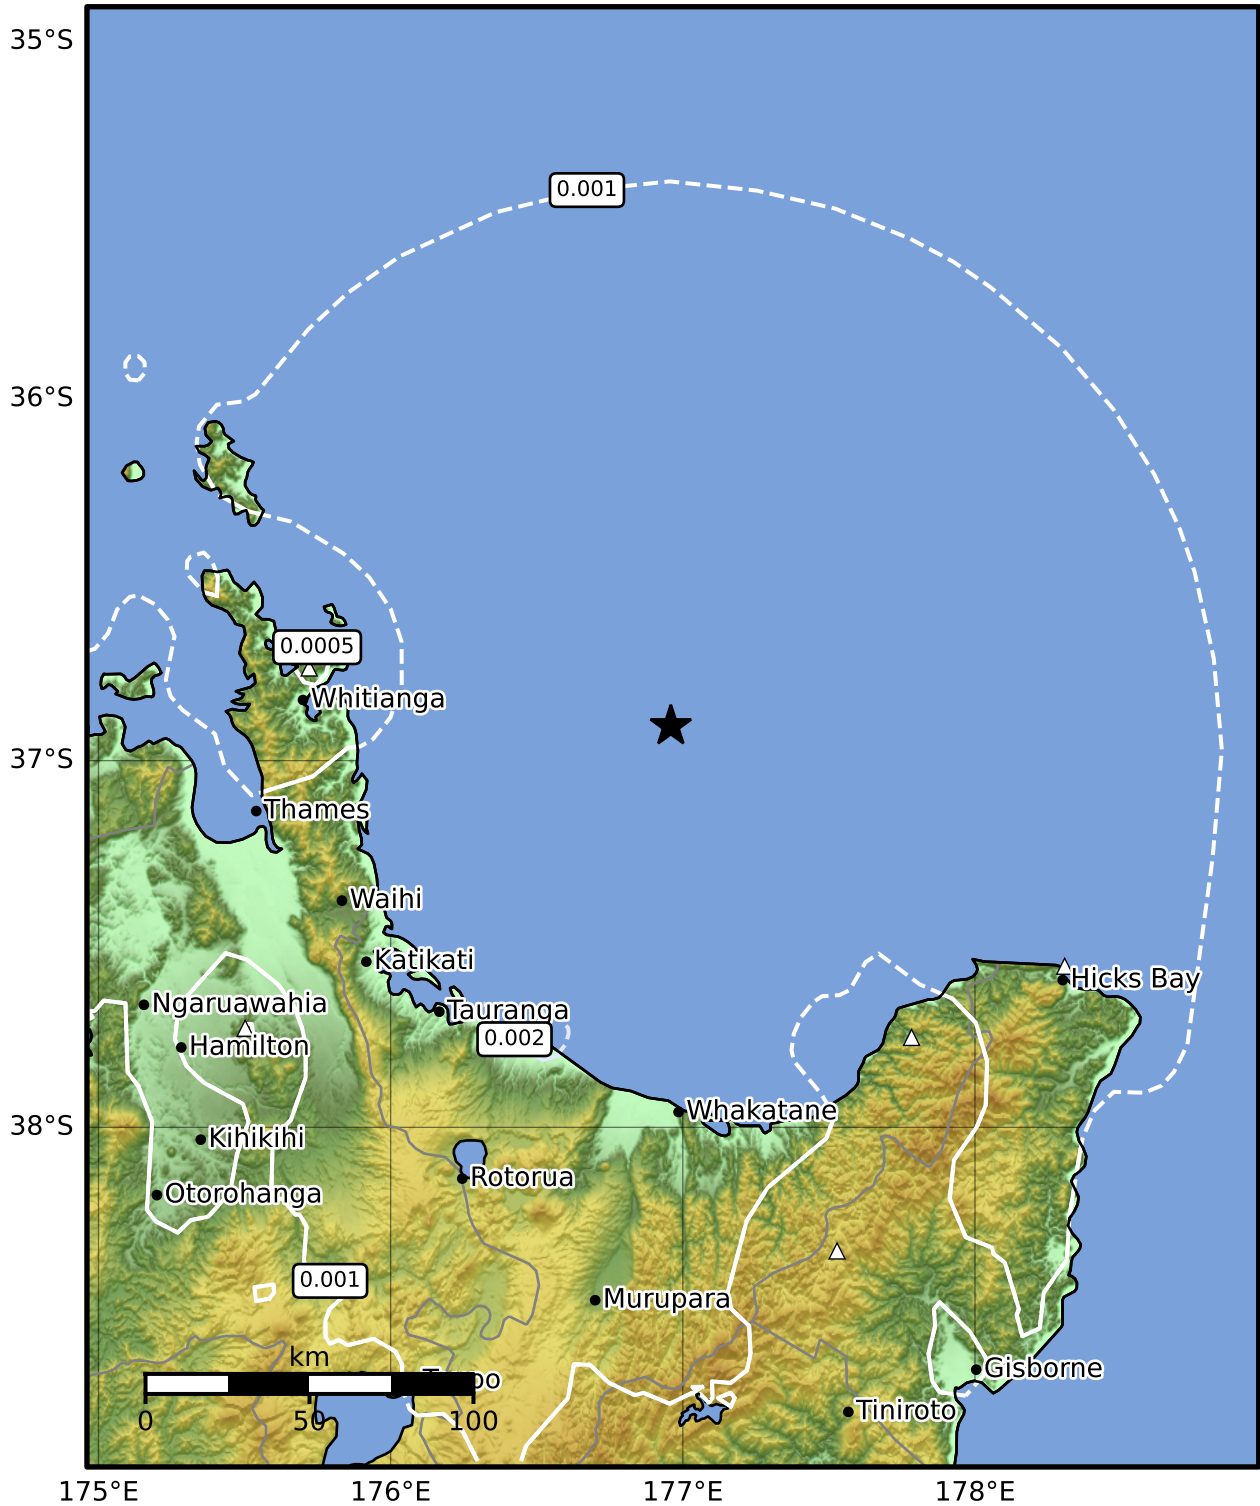 35°S
0.001
36°S
0.0005
Whitianga
37°S
Thames
Waihi
Katikati
Hicks Bay
Ngaruawahia
Tauranga
0.002
Hamilton
Whakatane
38°S
Kihikihi
Rotorua
Otorohanga
0.001
Murupara
km
Gisborne
Tiniroto
0
50
100
175°E
176°E
177°E
178°E